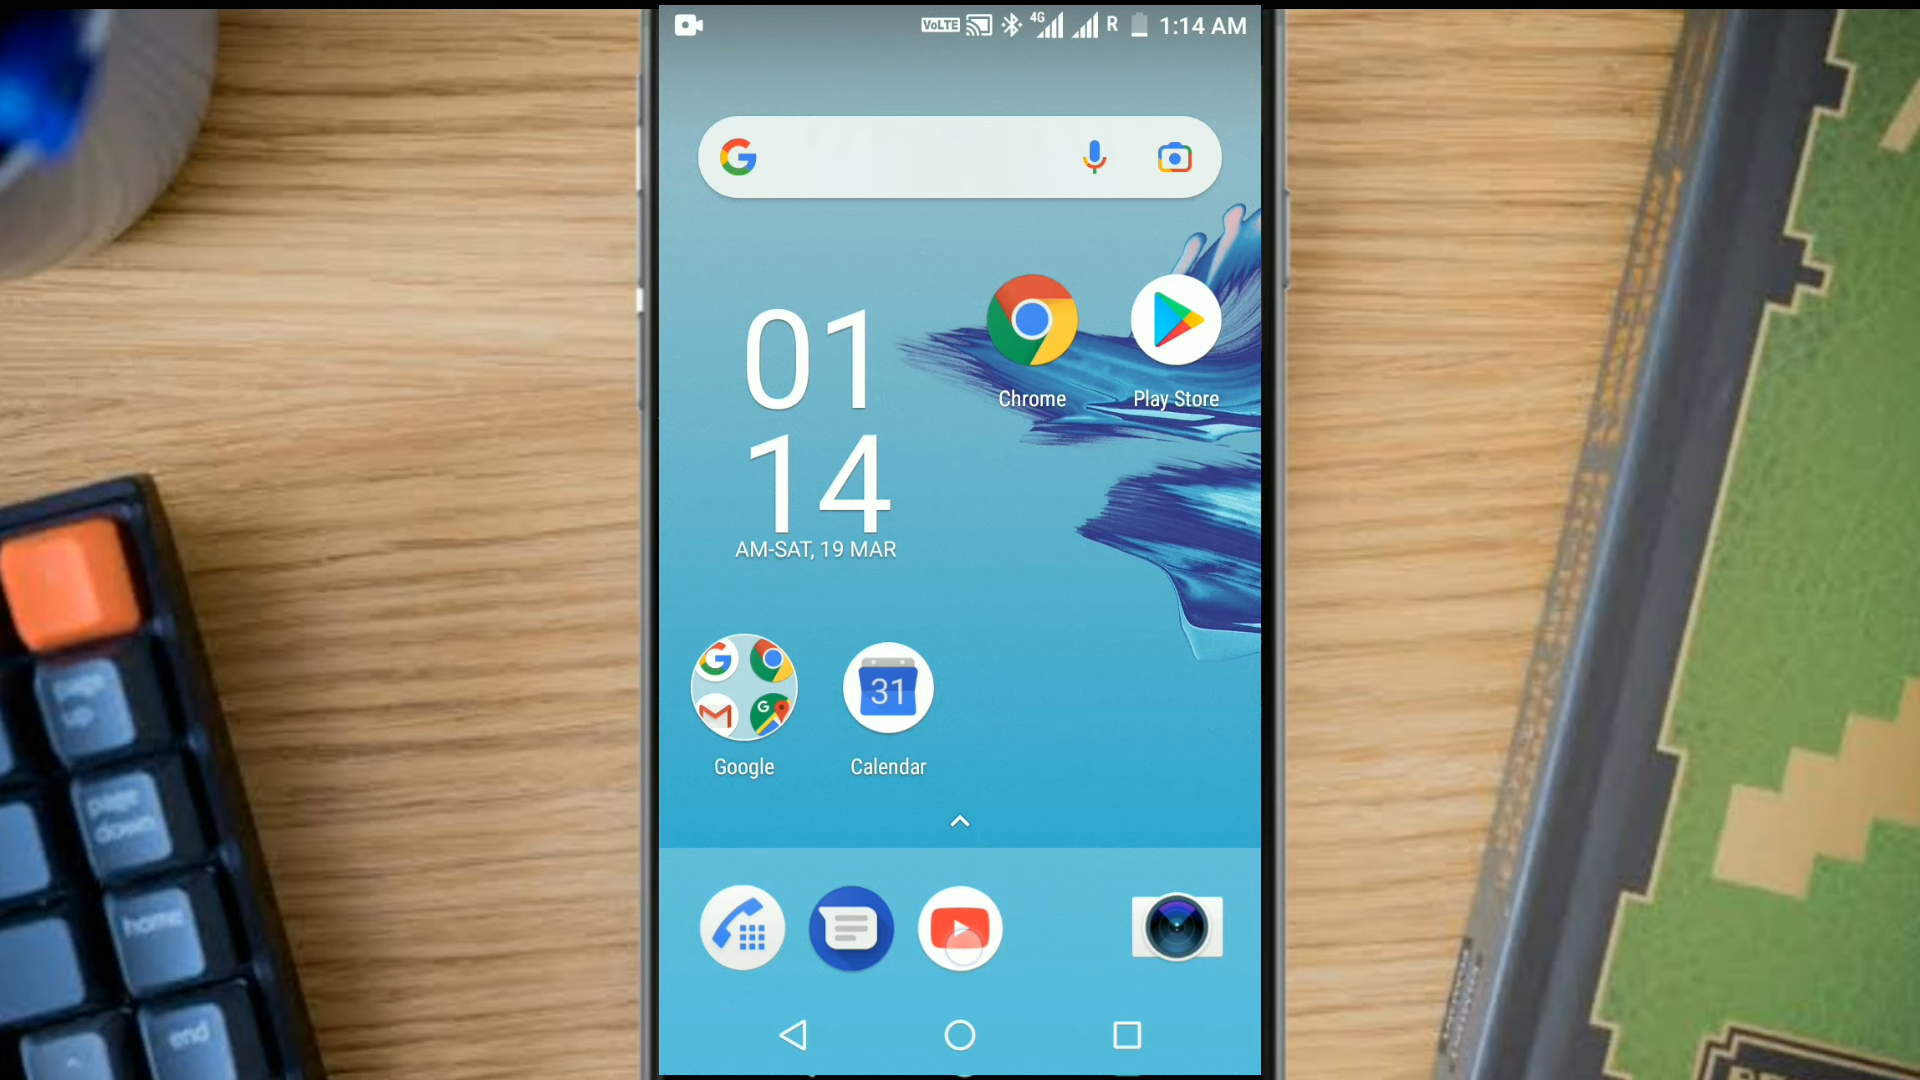 VoLTE 4G R 1:14 AM
01
14
AM-SAT, 19 MAR
Chrome
Play Store
31
Google
Calendar
page
up
page
down
home
end